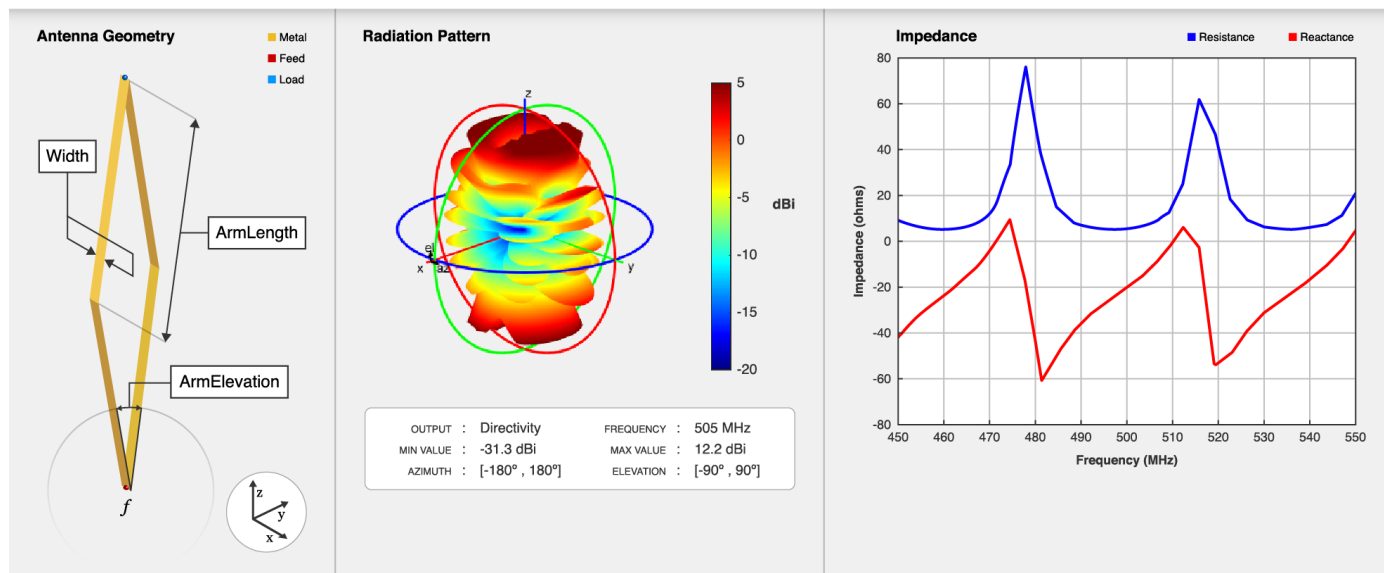 Antenna Geometry
Metal
Feed
Load
Width
ArmLength
ArmElevation
f
z
y
x
Radiation Pattern
z
x
az
y
5
0
-5
-10
-15
-20
dBi
OUTPUT : Directivity
FREQUENCY : 505 MHz
MIN VALUE : -31.3 dBi
MAX VALUE : 12.2 dBi
AZIMUTH : [-180° , 180°]
ELEVATION : [-90° , 90°]
Impedance
Resistance
Reactance
80
60
40
20
0
-20
-40
-60
-80
Impedance (ohms)
450 460 470 480 490 500 510 520 530 540 550
Frequency (MHz)